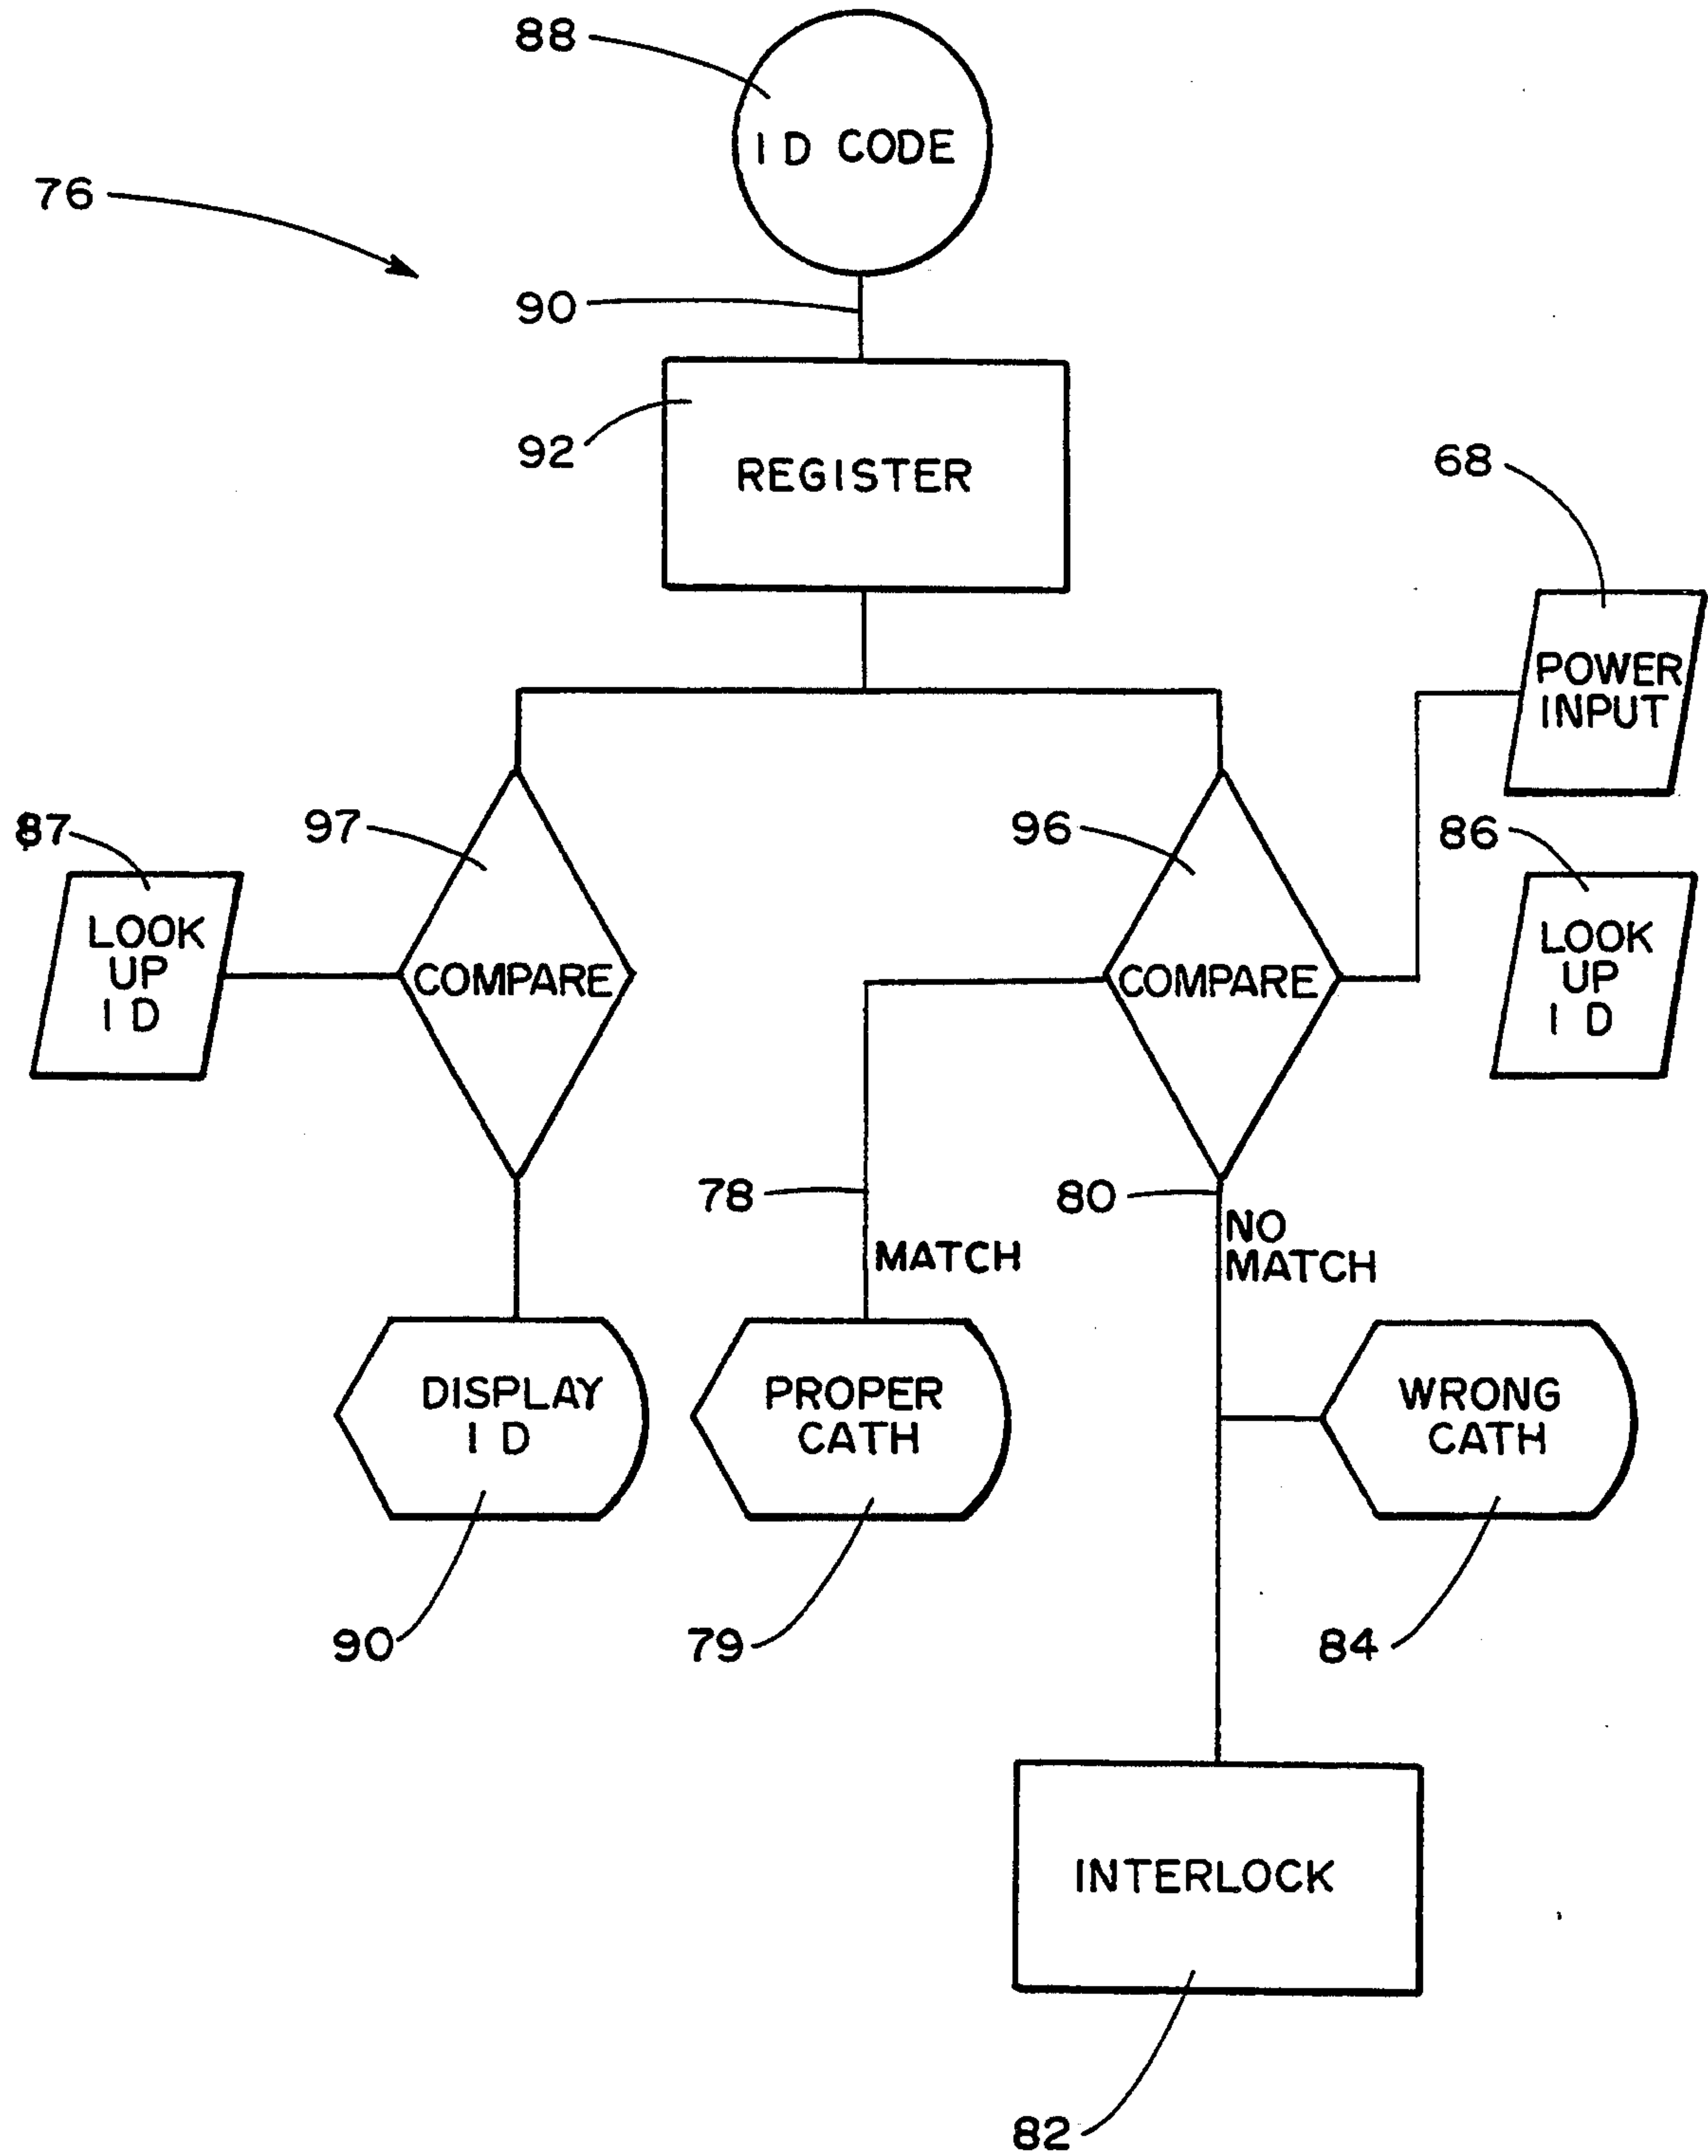 88
I D CODE
76
90
92
REGISTER
68
POWER
INPUT
87
97
96
86
LOOK
UP
I D
COMPARE
COMPARE
LOOK
UP
I D
78
80
NO
MATCH
MATCH
DISPLAY
I D
PROPER
CATH
WRONG
CATH
90
79
84
INTERLOCK
82